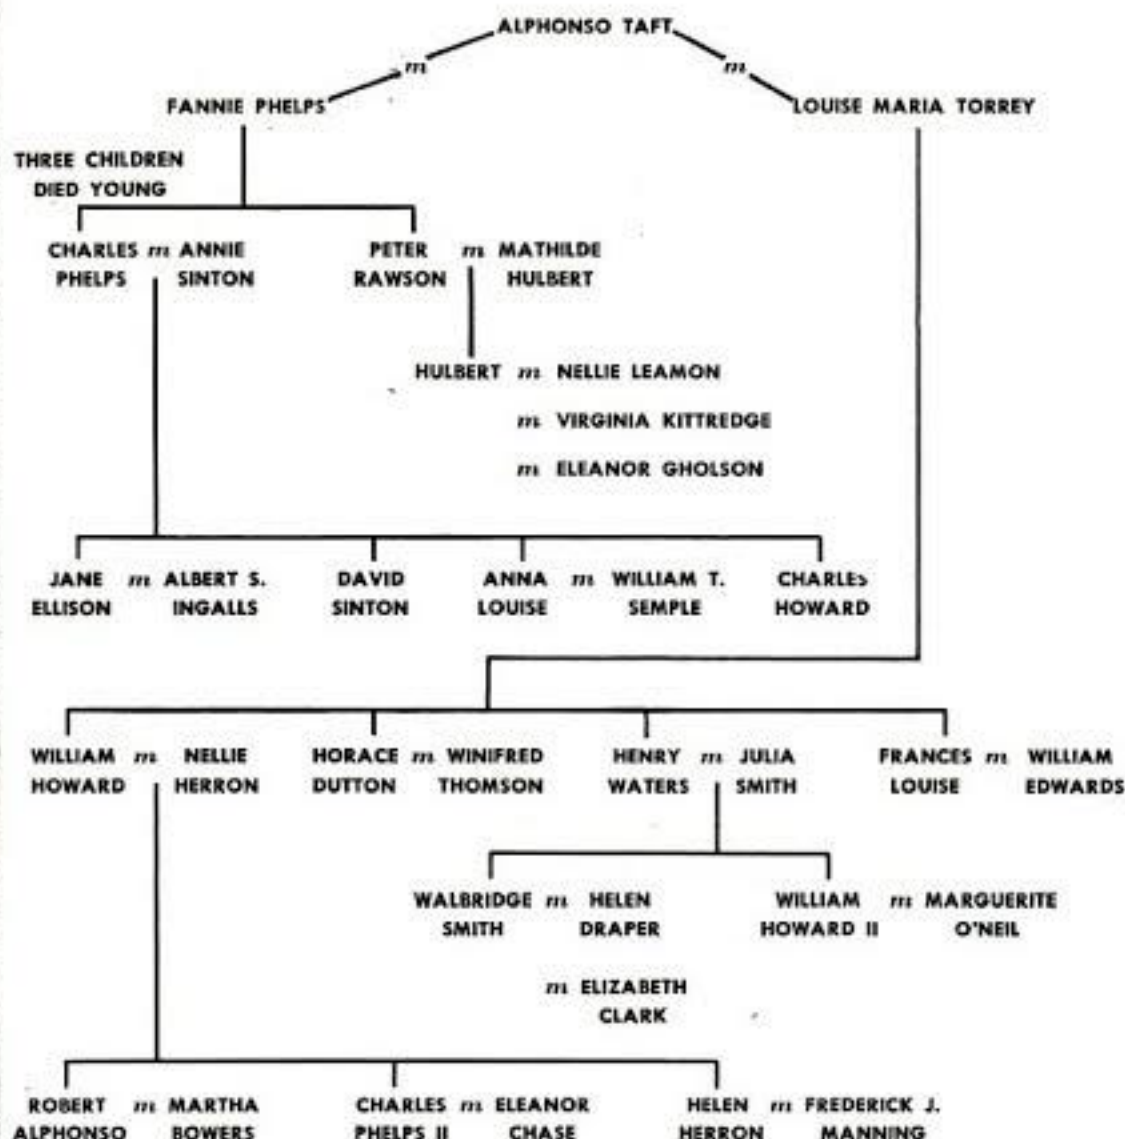 ALPHONSO TAFT
m m
FANNIE PHELPS LOUISE MARIA TORREY
THREE CHILDREN
DIED YOUNG
CHARLES m ANNIE PETER m MATHILDE
PHELPS SINTON RAWSON HULBERT
HULBERT m NELLIE LEAMON
m VIRGINIA KITTREDGE
m ELEANOR GHOLSON
JANE m ALBERT S. DAVID ANNA m WILLIAM T. CHARLES
ELLISON INGALLS SINTON LOUISE SEMPLE HOWARD
WILLIAM m NELLIE HORACE m WINIFRED HENRY m JULIA FRANCES m WILLIAM
HOWARD HERRON DUTTON THOMSON WATERS SMITH LOUISE EDWARDS
WALBRIDGE m HELEN WILLIAM m MARGUERITE
SMITH DRAPER HOWARD II O'NEIL
m ELIZABETH
CLARK
ROBERT m MARTHA CHARLES m ELEANOR HELEN m FREDERICK J.
ALPHONSO BOWERS PHELPS II CHASE HERRON MANNING